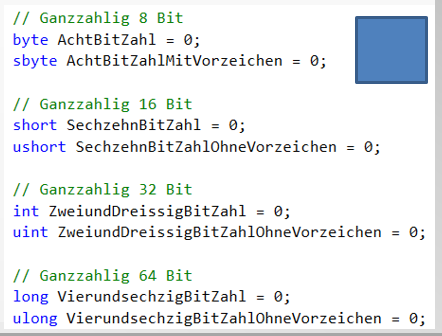 // Ganzzahlig 8 Bit
byte AchtBitZahl = 0;
sbyte AchtBitZahlMitVorzeichen = 0;
// Ganzzahlig 16 Bit
short SechzehnBitZahl = 0;
ushort SechzehnBitZahlOhneVorzeichen = 0;
// Ganzzahlig 32 Bit
int ZweiundDreissigBitZahl = 0;
uint ZweiundDreissigBitZahlOhneVorzeichen = 0;
// Ganzzahlig 64 Bit
long VierundsechzigBitZahl = 0;
ulong VierundsechzigBitZahlOhneVorzeichen = 0;